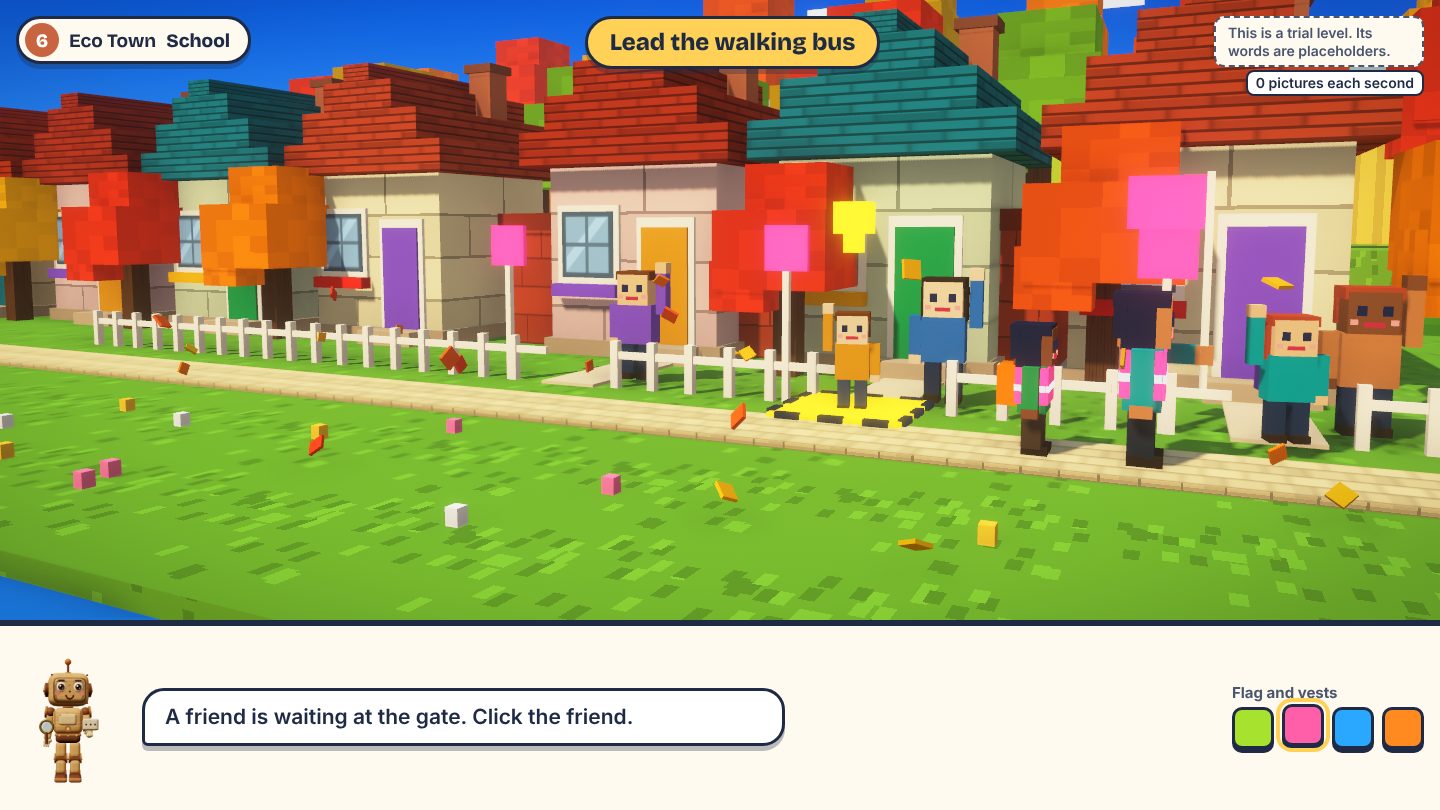 6 Eco Town School
Lead the walking bus
This is a trial level. Its
words are placeholders.
0 pictures each second
A friend is waiting at the gate. Click the friend.
Flag and vests